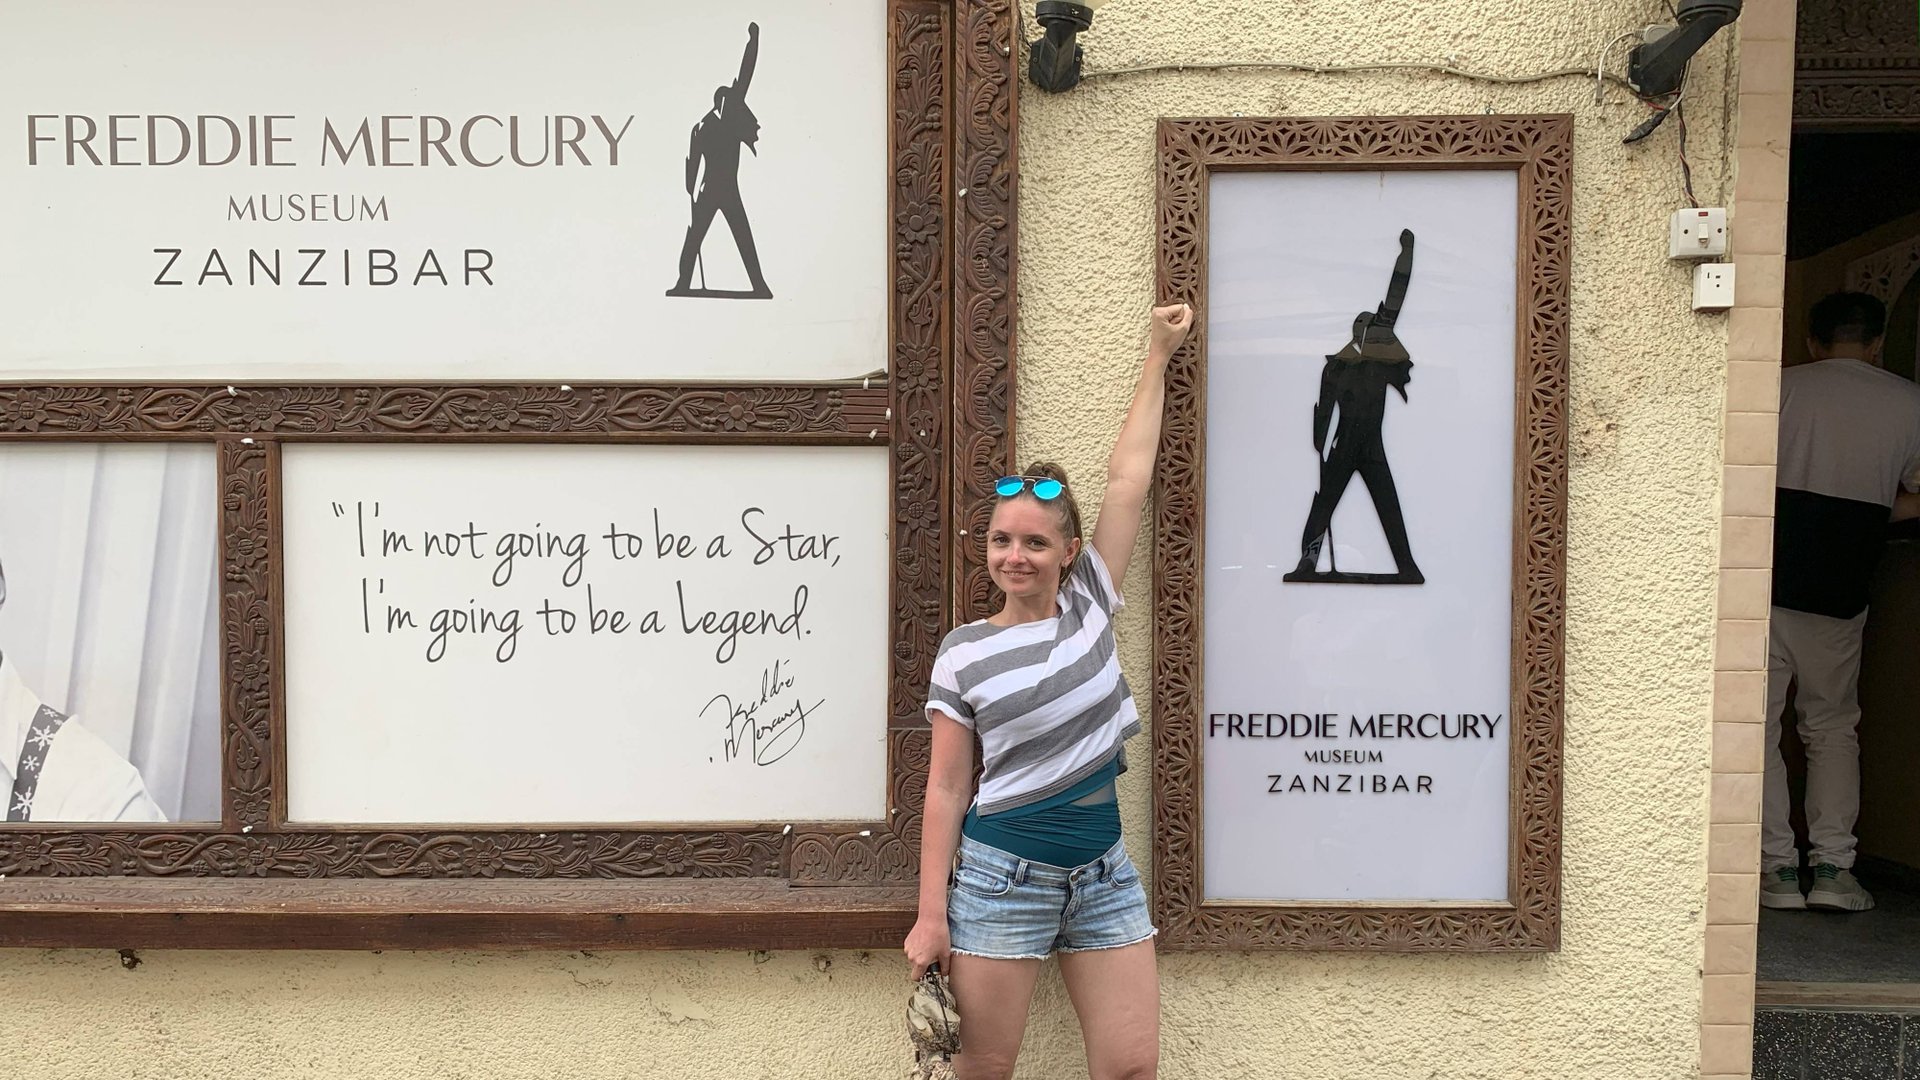 FREDDIE MERCURY
MUSEUM
ZANZIBAR
"I'm not going to be a Star,
I'm going to be a Legend.
Freddie
Mercury
FREDDIE MERCURY
MUSEUM
ZANZIBAR